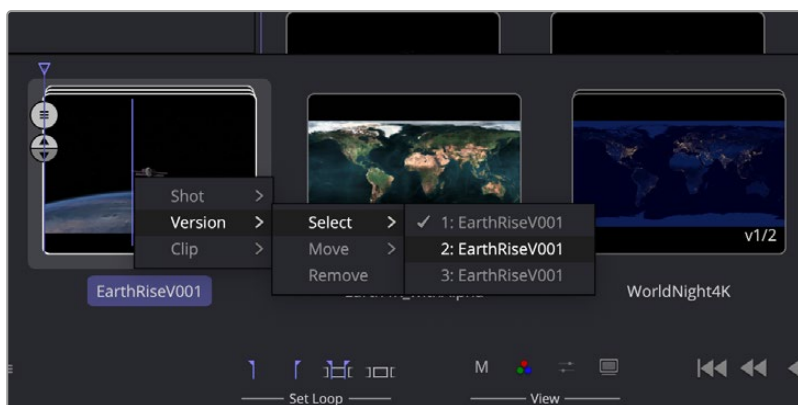 Shot >
Version > Select > ✓ 1: EarthRiseV001
Clip > Move > 2: EarthRiseV001
Remove 3: EarthRiseV001
v1/2
EarthRiseV001
WorldNight4K
M
Set Loop
View